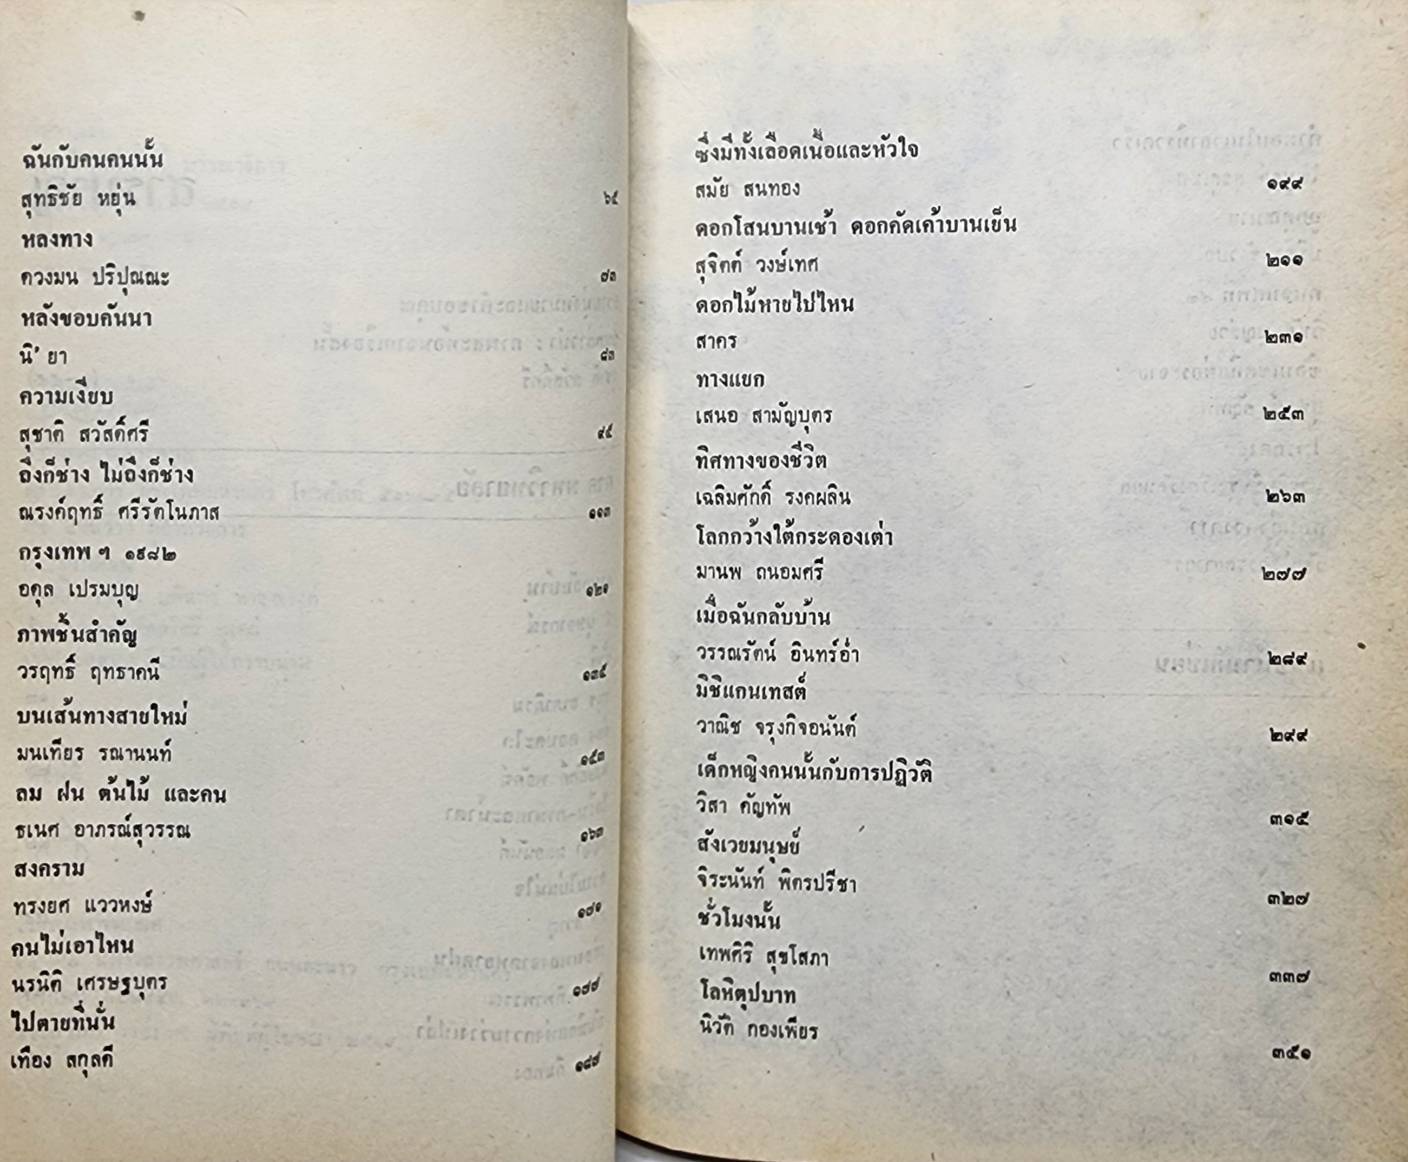 ฉันกับคนคนนั้น
สุทธิชัย หยุ่น ๖๕
หลงทาง
ดวงมน ปริปุณณะ ๗๓
หลังขอบคันนา
นิ' ยา ๘๓
ความเงียบ
สุชาติ สวัสดิ์ศรี ๙๕
ถึงก็ช่าง ไม่ถึงก็ช่าง
ณรงค์ฤทธิ์ ศรีรัตโนภาส ๑๑๓
กรุงเทพ ฯ ๑๙๘๒
อดุล เปรมบุญ ๑๒๑
ภาพชิ้นสำคัญ
วรฤทธิ์ ฤทธาคนี ๑๓๕
บนเส้นทางสายใหม่
มนเทียร รณานนท์ ๑๕๓
ลม ฝน ต้นไม้ และคน
ธเนศ อาภรณ์สุวรรณ ๑๖๓
สงคราม
ทรงยศ แววหงษ์ ๑๗๑
คนไม่เอาไหน
นรนิติ เศรษฐบุตร ๑๗๗
ไปตายที่นั่น
เทือง สกุลดี ๑๘๗
ซึ่งมีทั้งเลือดเนื้อและหัวใจ
สมัย สนทอง ๑๙๙
ดอกโสนบานเช้า ดอกคัดเค้าบานเย็น
สุจิตต์ วงษ์เทศ ๒๑๑
ดอกไม้หายไปไหน
สาคร ๒๓๑
ทางแยก
เสนอ สามัญบุตร ๒๕๓
ทิศทางของชีวิต
เฉลิมศักดิ์ รงคผลิน ๒๖๓
โลกกว้างใต้กระดองเต่า
มานพ ถนอมศรี ๒๗๗
เมื่อฉันกลับบ้าน
วรรณรัตน์ อินทร์อ่ำ ๒๘๙
มิชิแกนเทสต์
วาณิช จรุงกิจอนันต์ ๒๙๙
เด็กหญิงคนนั้นกับการปฏิวัติ
วิสา คัญทัพ ๓๑๕
สังเวยมนุษย์
จิระนันท์ พิตรปรีชา ๓๒๗
ชั่วโมงนั้น
เทพศิริ สุขโสภา ๓๓๗
โลหิตุปบาท
นิวัติ กองเพียร ๓๕๑